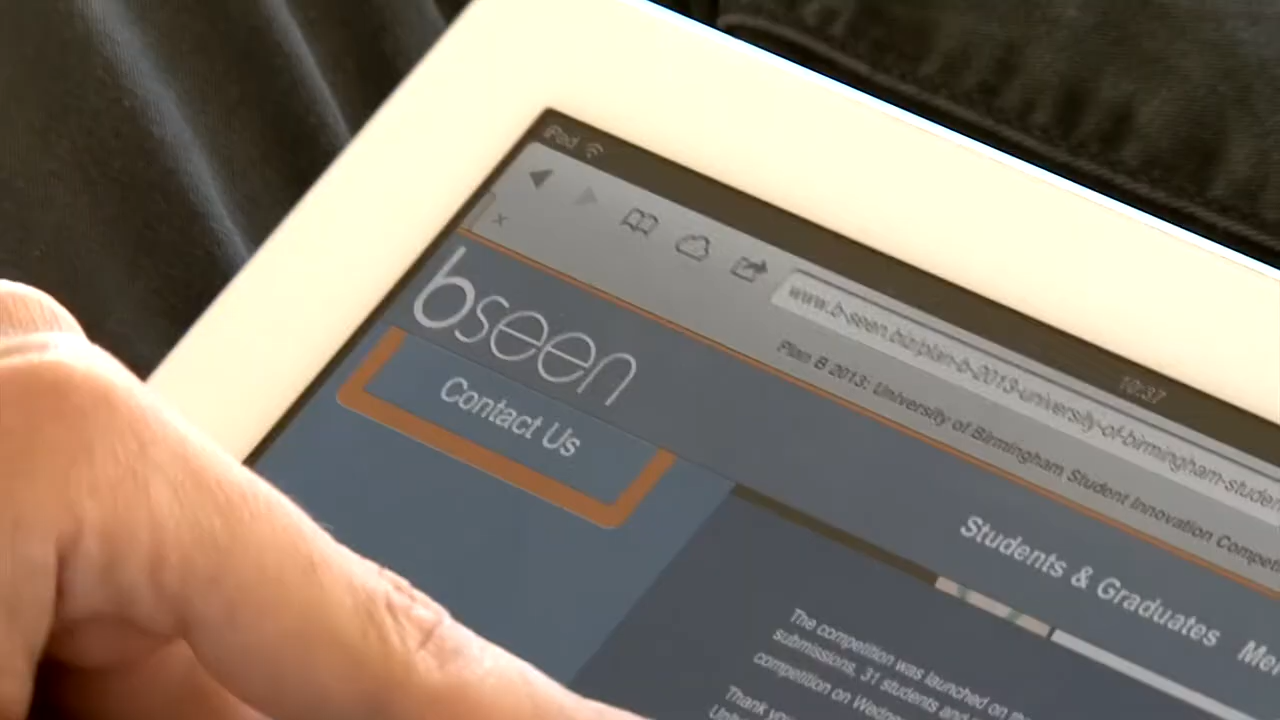 iPad
10:37
www.b-seen.biz/plan-b-2013-university-of-birmingham-studen
Plan B 2013: University of Birmingham Student Innovation Competi
bseen
Contact Us
Students & Graduates
The competition was launched on
submissions, 31 students and
competition on Wedne
Thank you